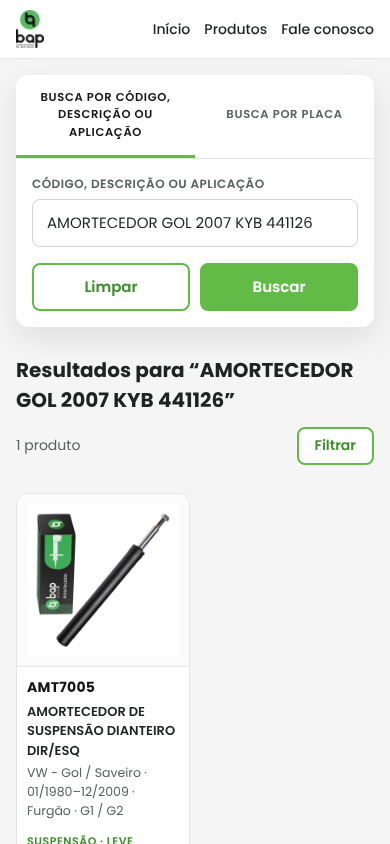 bap
Início Produtos Fale conosco
BUSCA POR CÓDIGO,
DESCRIÇÃO OU
APLICAÇÃO
BUSCA POR PLACA
CÓDIGO, DESCRIÇÃO OU APLICAÇÃO
AMORTECEDOR GOL 2007 KYB 441126
Limpar
Buscar
Resultados para “AMORTECEDOR
GOL 2007 KYB 441126”
1 produto
Filtrar
bap
Amortecedor
AMT7005
AMORTECEDOR DE
SUSPENSÃO DIANTEIRO
DIR/ESQ
VW - Gol / Saveiro ·
01/1980–12/2009 ·
Furgão · G1 / G2
SUSPENSÃO · LEVE